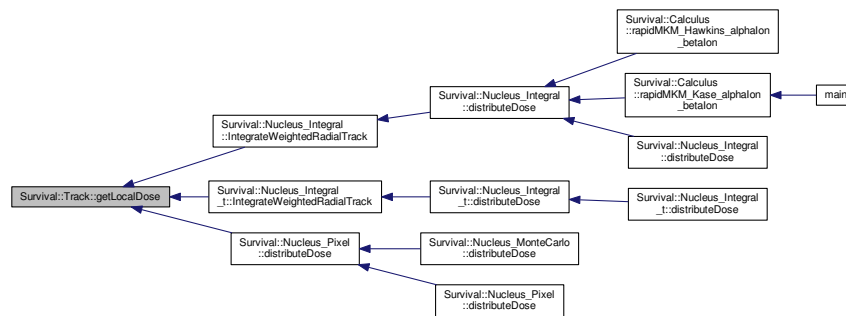 Survival::Calculus
::rapidMKM_Hawkins_alphaIon
_betaIon
Survival::Nucleus_Integral
::distributeDose
Survival::Calculus
::rapidMKM_Kase_alphaIon
_betaIon
main
Survival::Nucleus_Integral
::IntegrateWeightedRadialTrack
Survival::Nucleus_Integral
::distributeDose
Survival::Track::getLocalDose
Survival::Nucleus_Integral
_t::IntegrateWeightedRadialTrack
Survival::Nucleus_Integral
_t::distributeDose
Survival::Nucleus_Integral
_t::distributeDose
Survival::Nucleus_Pixel
::distributeDose
Survival::Nucleus_MonteCarlo
::distributeDose
Survival::Nucleus_Pixel
::distributeDose